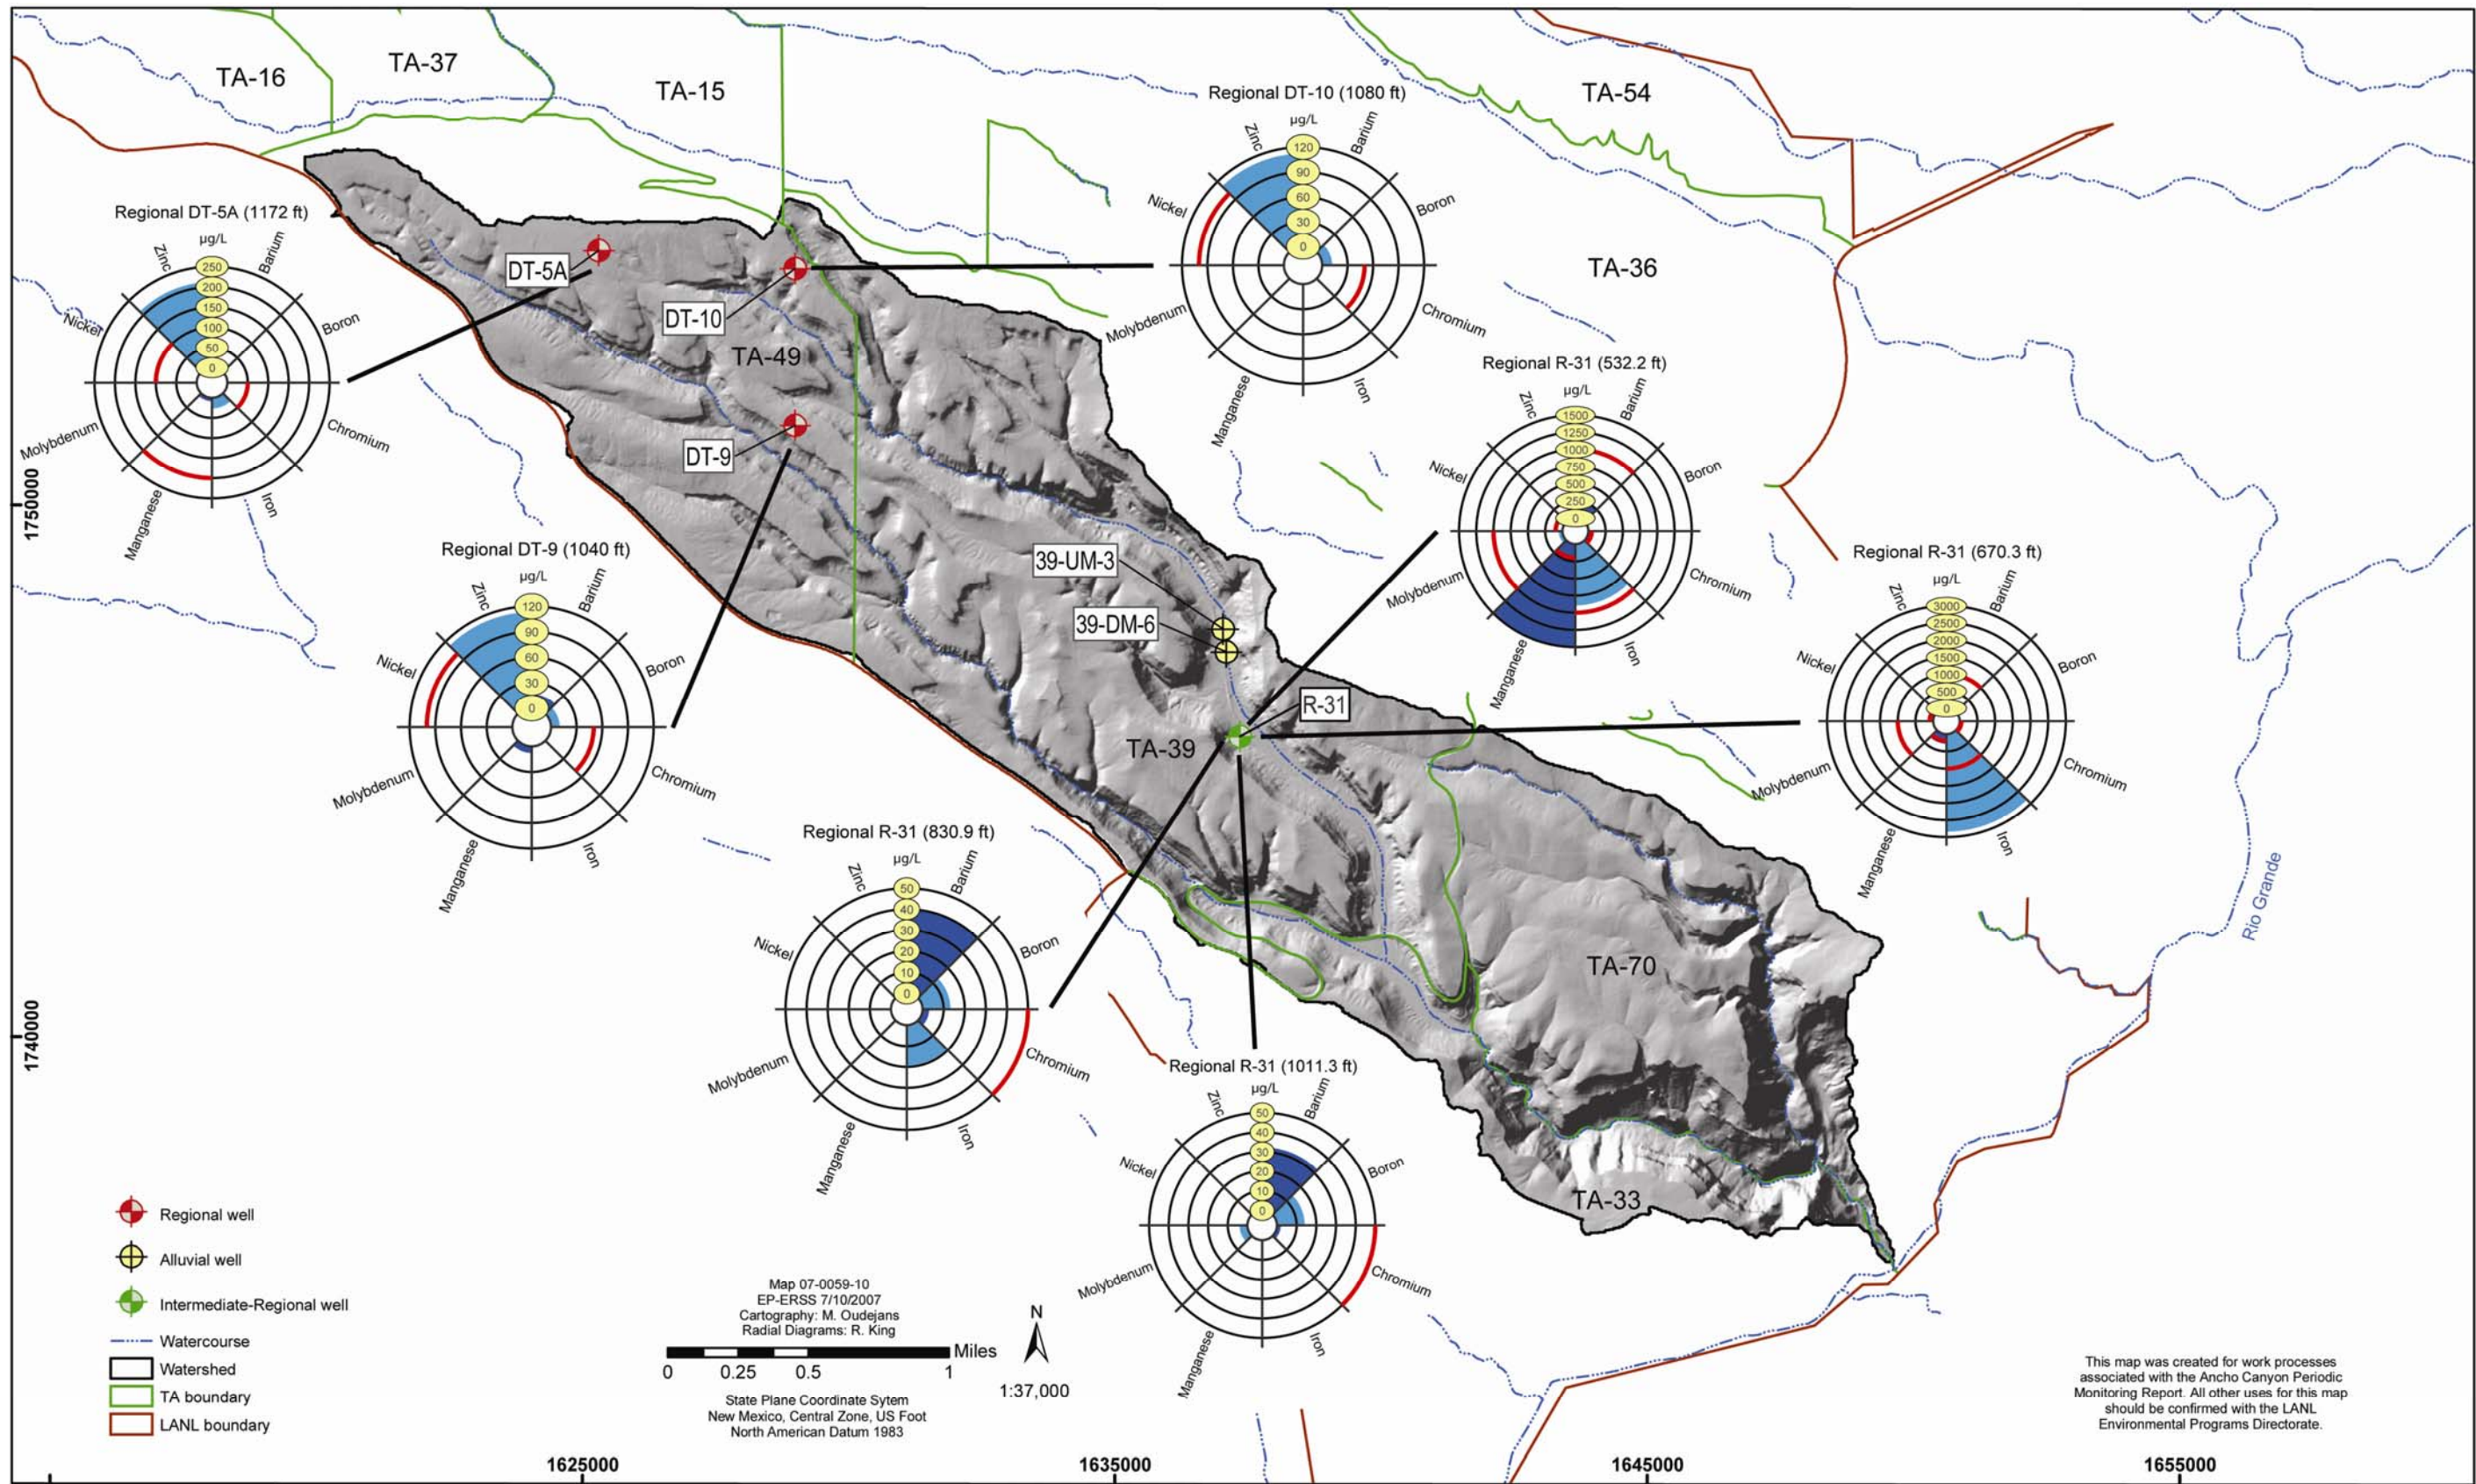 TA-16
TA-37
TA-15
TA-54
TA-36
TA-49
TA-39
TA-70
TA-33
DT-5A
DT-10
DT-9
39-UM-3
39-DM-6
R-31
Rio Grande
Regional DT-5A (1172 ft)
µg/L
250
200
150
100
50
0
Zinc
Barium
Boron
Chromium
Iron
Manganese
Molybdenum
Nickel
Regional DT-10 (1080 ft)
µg/L
120
90
60
30
0
Zinc
Barium
Boron
Chromium
Iron
Manganese
Molybdenum
Nickel
Regional R-31 (532.2 ft)
µg/L
1500
1250
1000
750
500
250
0
Zinc
Barium
Boron
Chromium
Iron
Manganese
Molybdenum
Nickel
Regional DT-9 (1040 ft)
µg/L
120
90
60
30
0
Zinc
Barium
Boron
Chromium
Iron
Manganese
Molybdenum
Nickel
Regional R-31 (670.3 ft)
µg/L
3000
2500
2000
1500
1000
500
0
Zinc
Barium
Boron
Chromium
Iron
Manganese
Molybdenum
Nickel
Regional R-31 (830.9 ft)
µg/L
50
40
30
20
10
0
Zinc
Barium
Boron
Chromium
Iron
Manganese
Molybdenum
Nickel
Regional R-31 (1011.3 ft)
µg/L
50
40
30
20
10
0
Zinc
Barium
Boron
Chromium
Iron
Manganese
Molybdenum
Nickel
1750000
1740000
Regional well
Alluvial well
Intermediate-Regional well
Watercourse
Watershed
TA boundary
LANL boundary
Map 07-0059-10
EP-ERSS 7/10/2007
Cartography: M. Oudejans
Radial Diagrams: R. King
Miles
0 0.25 0.5 1
N
1:37,000
State Plane Coordinate Sytem
New Mexico, Central Zone, US Foot
North American Datum 1983
This map was created for work processes
associated with the Ancho Canyon Periodic
Monitoring Report. All other uses for this map
should be confirmed with the LANL
Environmental Programs Directorate.
1625000
1635000
1645000
1655000